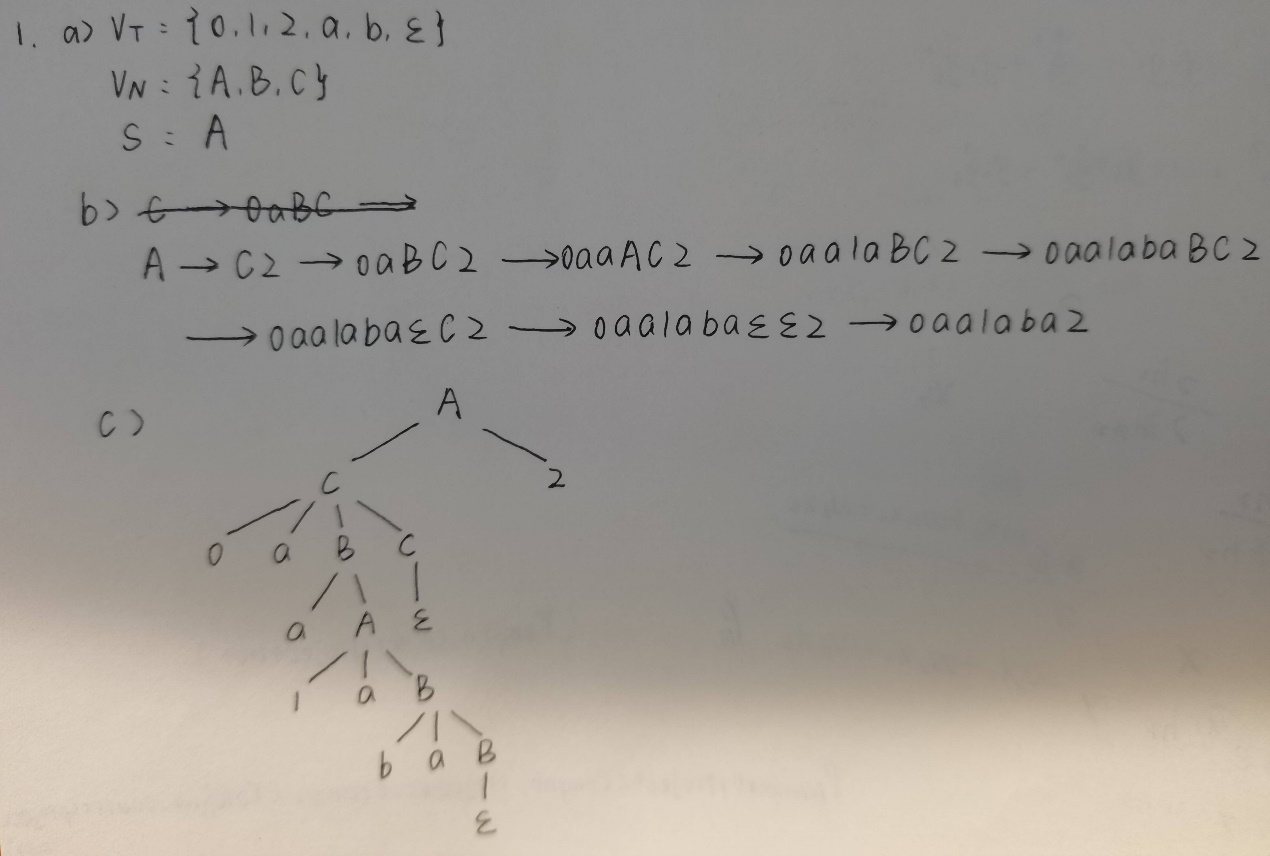 1. a) VT = {0, 1, 2, a, b, ε}
VN = {A, B, C}
S = A
b) C → 0aBC →
A → C2 → 0aBC2 → 0aaAC2 → 0aa1aBC2 → 0aa1abaBC2
→ 0aa1abaεC2 → 0aa1abaεε2 → 0aa1aba2
c) A
C 2
0 a B C
a A ε
1 a B
b a B
ε